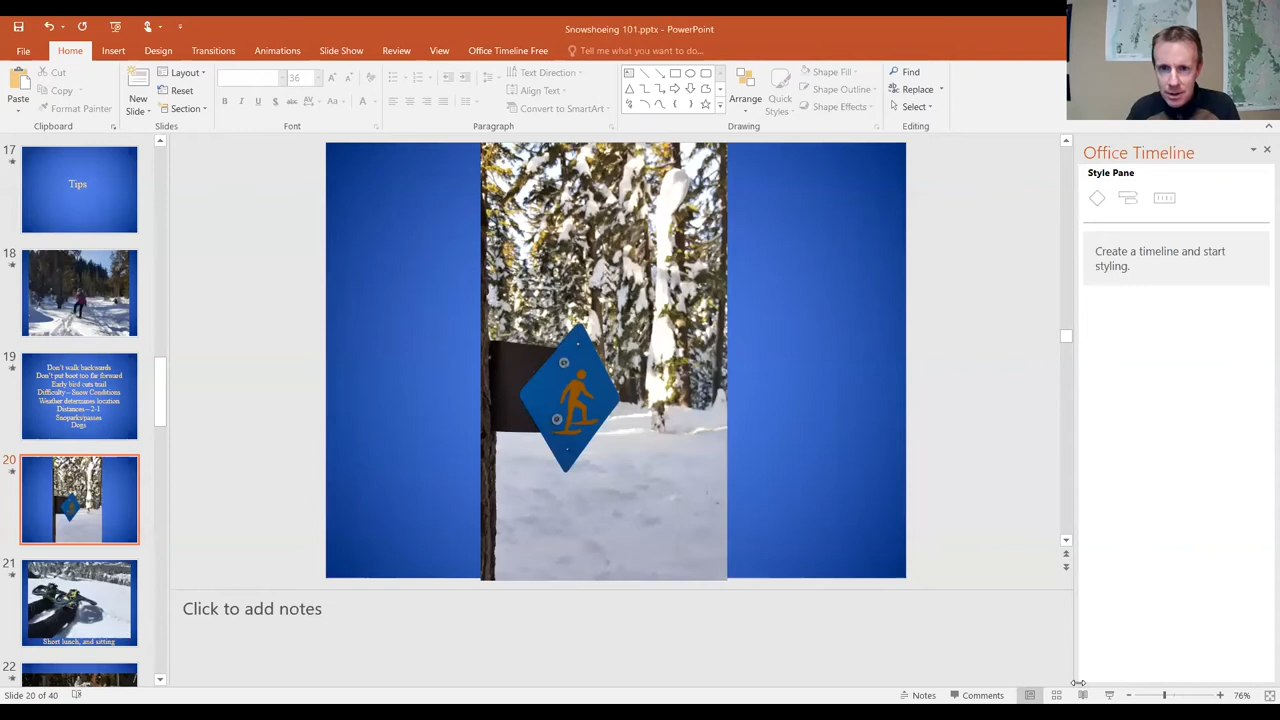 Snowshoeing 101.pptx - PowerPoint
File Home Insert Design Transitions Animations Slide Show Review View Office Timeline Free Tell me what you want to do...
Paste
Cut
Copy
Format Painter
Clipboard
New
Slide
Layout
Reset
Section
Slides
36
B I U S abc AV Aa A
Font
Text Direction
Align Text
Convert to SmartArt
Paragraph
Arrange
Quick
Styles
Shape Fill
Shape Outline
Shape Effects
Drawing
Find
Replace
Select
Editing
17
Tips
18
19
Don't walk backwards
Don't put boot too far forward
Early bird cuts trail
Difficulty – Snow Conditions
Weather determines location
Distances – 2-1
Snoparks/passes
Dogs
20
21
Short lunch, and sitting
22
Click to add notes
Office Timeline
Style Pane
Create a timeline and start
styling.
Slide 20 of 40
Notes Comments 76%